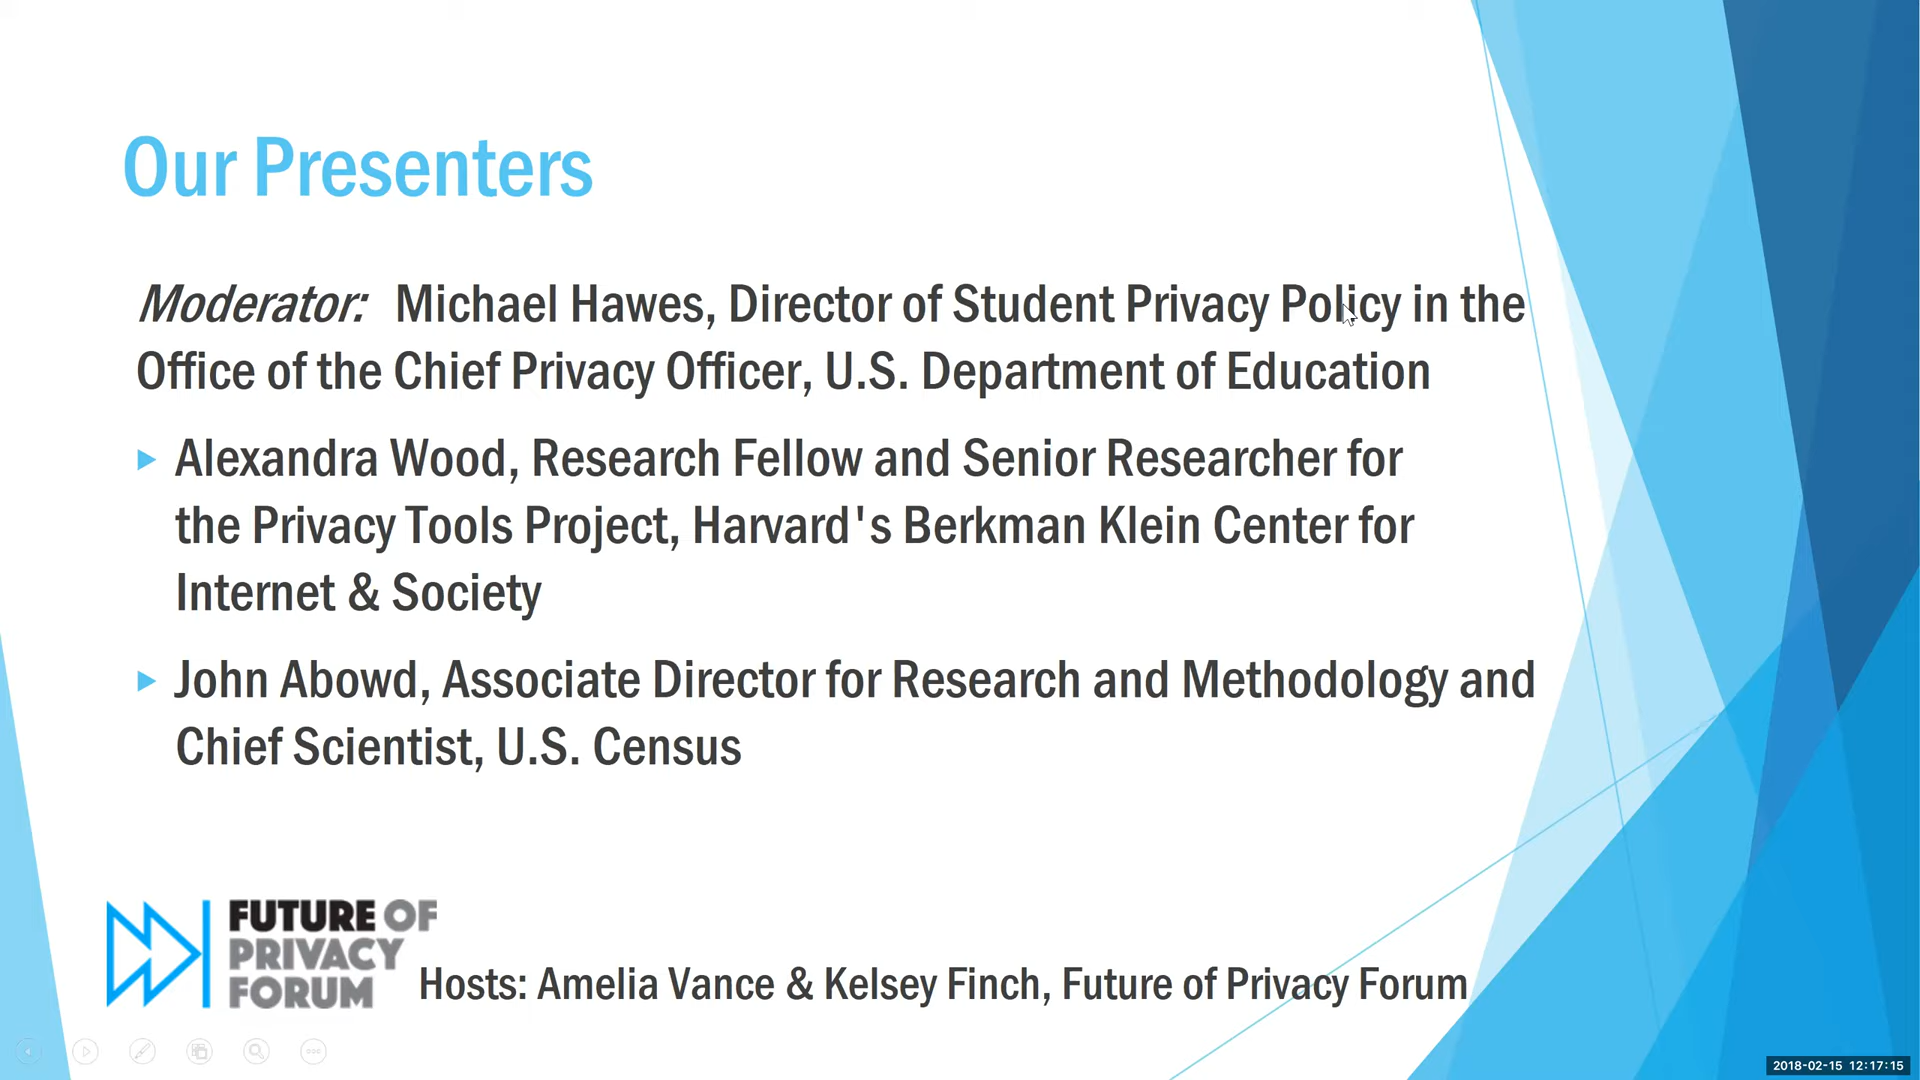 Our Presenters
Moderator: Michael Hawes, Director of Student Privacy Policy in the
Office of the Chief Privacy Officer, U.S. Department of Education
Alexandra Wood, Research Fellow and Senior Researcher for
the Privacy Tools Project, Harvard's Berkman Klein Center for
Internet & Society
John Abowd, Associate Director for Research and Methodology and
Chief Scientist, U.S. Census
FUTURE OF
PRIVACY
FORUM
Hosts: Amelia Vance & Kelsey Finch, Future of Privacy Forum
2018-02-15 12:17:15